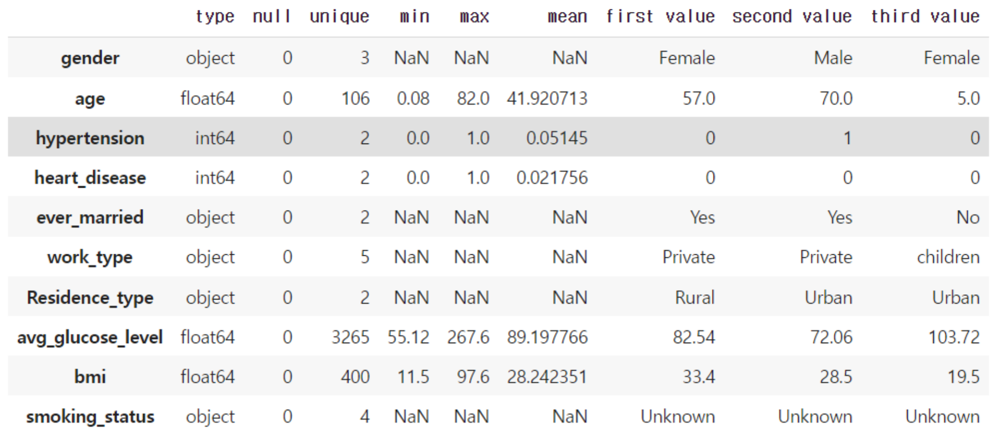 type null unique min max mean first value second value third value
gender object 0 3 NaN NaN NaN Female Male Female
age float64 0 106 0.08 82.0 41.920713 57.0 70.0 5.0
hypertension int64 0 2 0.0 1.0 0.05145 0 1 0
heart_disease int64 0 2 0.0 1.0 0.021756 0 0 0
ever_married object 0 2 NaN NaN NaN Yes Yes No
work_type object 0 5 NaN NaN NaN Private Private children
Residence_type object 0 2 NaN NaN NaN Rural Urban Urban
avg_glucose_level float64 0 3265 55.12 267.6 89.197766 82.54 72.06 103.72
bmi float64 0 400 11.5 97.6 28.242351 33.4 28.5 19.5
smoking_status object 0 4 NaN NaN NaN Unknown Unknown Unknown